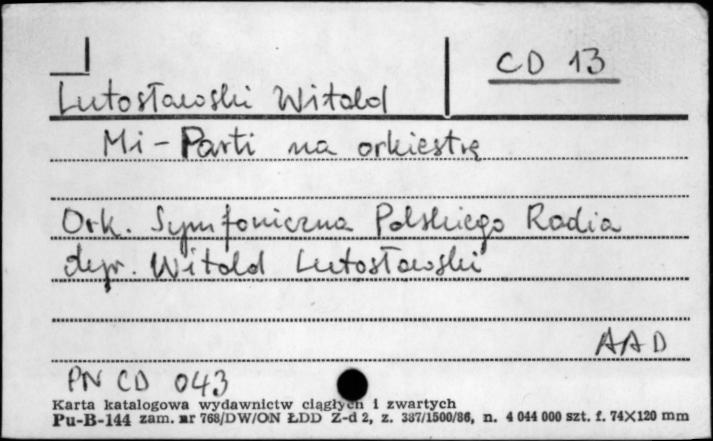 CD 13
Lutosławski Witold
Mi-Parti na orkiestrę
Ork. Symfoniczna Polskiego Radia
dyr. Witold Lutosławski
AAD
PN CD 043
Karta katalogowa wydawnictw ciągłych i zwartych
Pu-B-144 zam. nr 768/DW/ON ŁDD Z-d 2, z. 387/1500/86, n. 4 044 000 szt. f. 74×120 mm